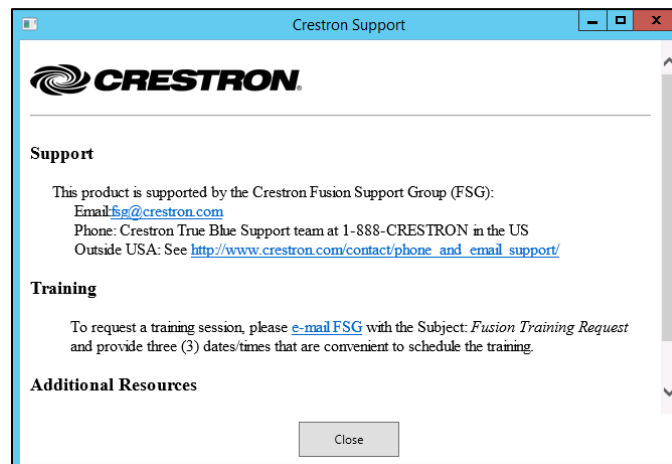 Crestron Support
CRESTRON.
Support
This product is supported by the Crestron Fusion Support Group (FSG):
Email:fsg@crestron.com
Phone: Crestron True Blue Support team at 1-888-CRESTRON in the US
Outside USA: See http://www.crestron.com/contact/phone_and_email_support/
Training
To request a training session, please e-mail FSG with the Subject: Fusion Training Request
and provide three (3) dates/times that are convenient to schedule the training.
Additional Resources
Close